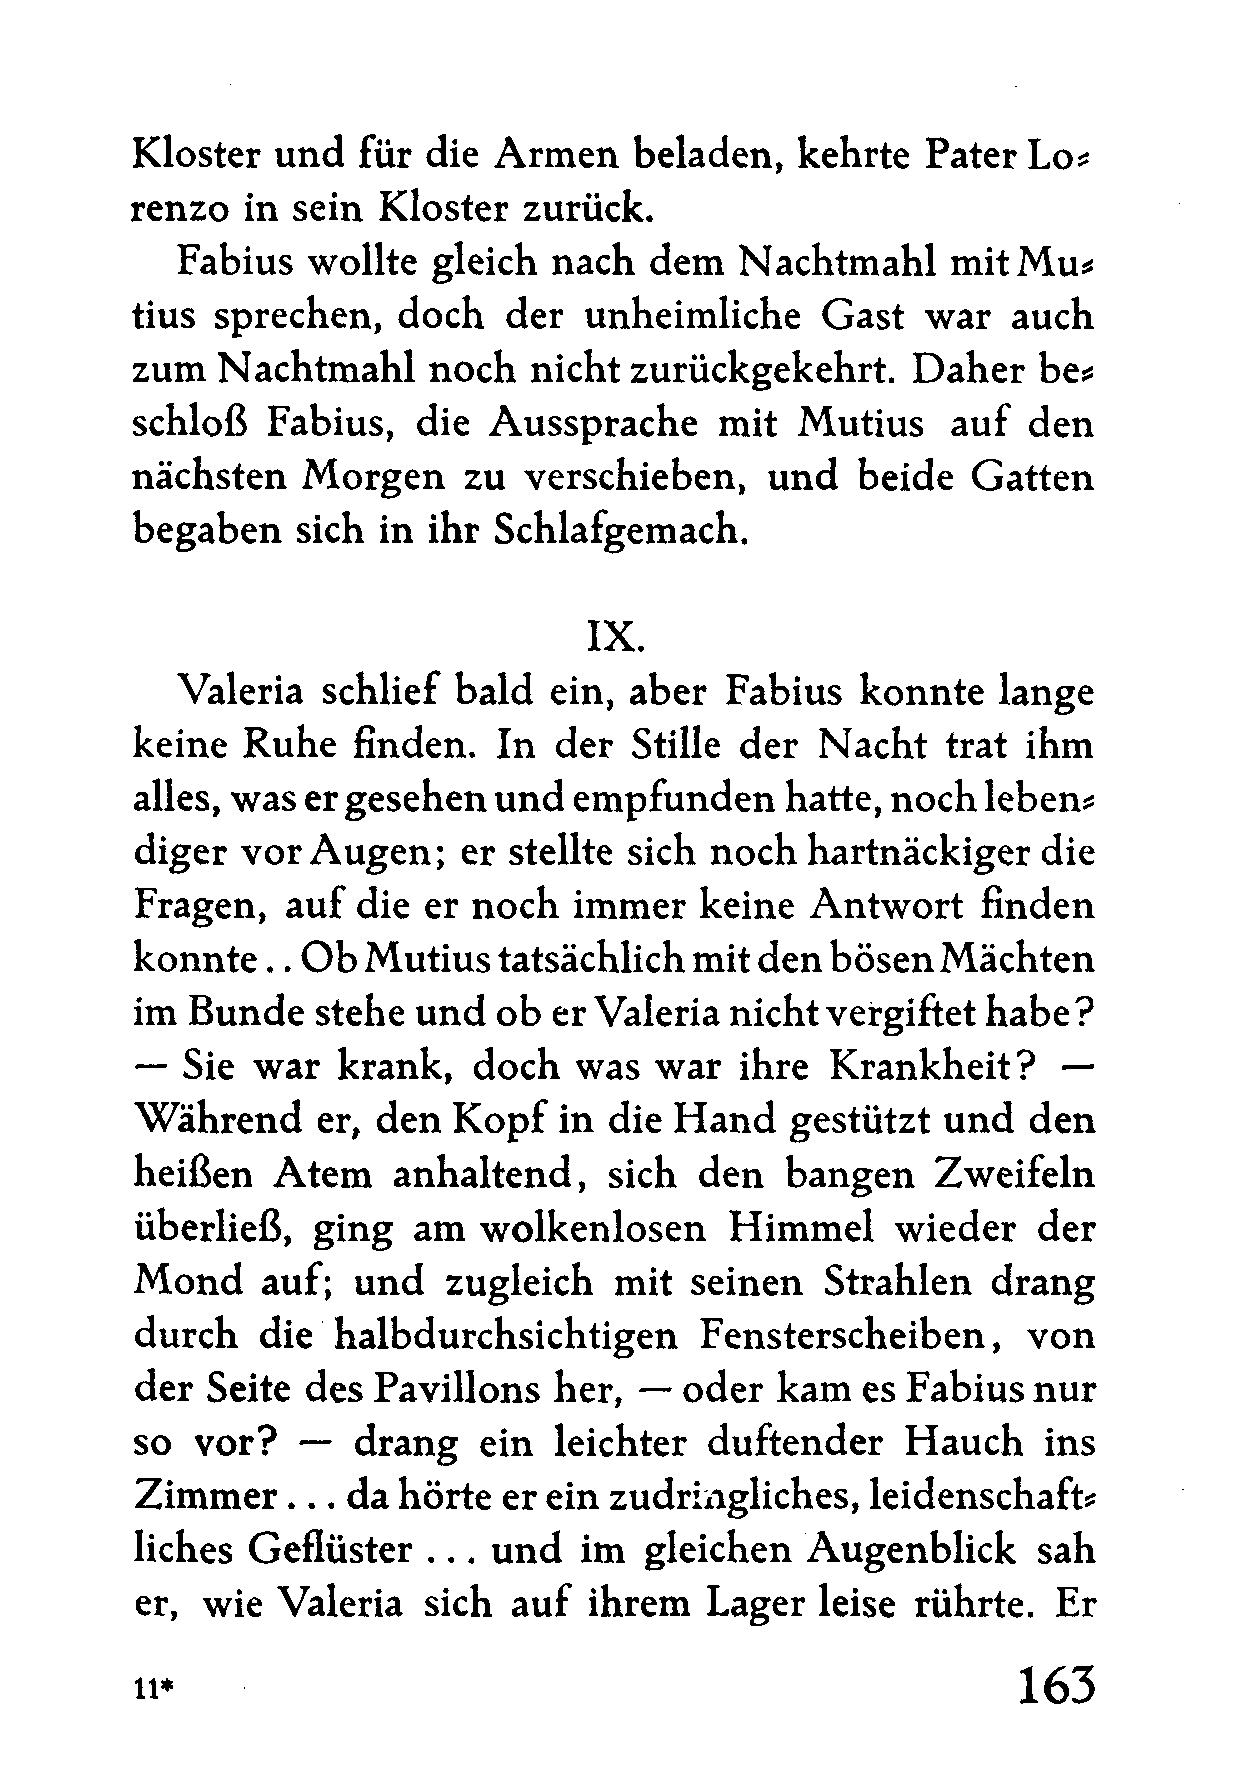 Kloster und für die Armen beladen, kehrte Pater Lo⸗
renzo in sein Kloster zurück.
Fabius wollte gleich nach dem Nachtmahl mit Mu⸗
tius sprechen, doch der unheimliche Gast war auch
zum Nachtmahl noch nicht zurückgekehrt. Daher be⸗
schloß Fabius, die Aussprache mit Mutius auf den
nächsten Morgen zu verschieben, und beide Gatten
begaben sich in ihr Schlafgemach.
IX.
Valeria schlief bald ein, aber Fabius konnte lange
keine Ruhe finden. In der Stille der Nacht trat ihm
alles, was er gesehen und empfunden hatte, noch leben⸗
diger vor Augen; er stellte sich noch hartnäckiger die
Fragen, auf die er noch immer keine Antwort finden
konnte.. Ob Mutius tatsächlich mit den bösen Mächten
im Bunde stehe und ob er Valeria nicht vergiftet habe?
— Sie war krank, doch was war ihre Krankheit? —
Während er, den Kopf in die Hand gestützt und den
heißen Atem anhaltend, sich den bangen Zweifeln
überließ, ging am wolkenlosen Himmel wieder der
Mond auf; und zugleich mit seinen Strahlen drang
durch die halbdurchsichtigen Fensterscheiben, von
der Seite des Pavillons her, — oder kam es Fabius nur
so vor? — drang ein leichter duftender Hauch ins
Zimmer... da hörte er ein zudringliches, leidenschaft⸗
liches Geflüster ... und im gleichen Augenblick sah
er, wie Valeria sich auf ihrem Lager leise rührte. Er
11* 163